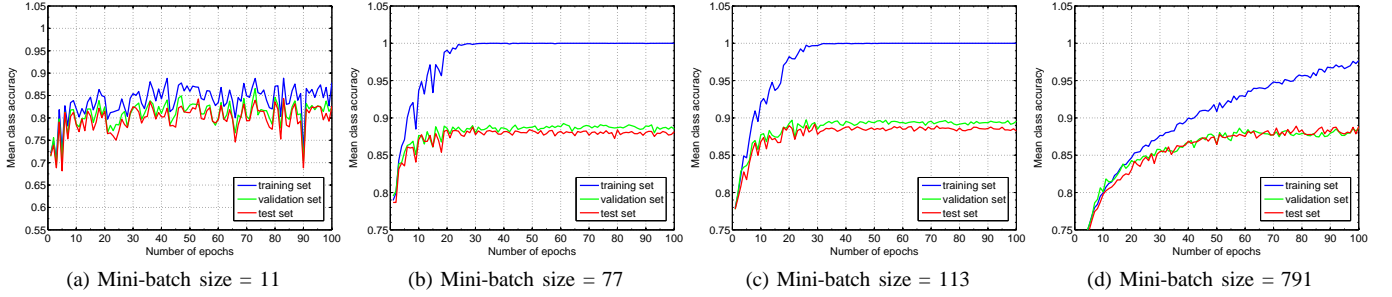 Mean class accuracy
1.05
1
0.95
0.9
0.85
0.8
0.75
0.7
0.65
0.6
0.55
0 10 20 30 40 50 60 70 80 90 100
Number of epochs
training set
validation set
test set
(a) Mini-batch size = 11
Mean class accuracy
1.05
1
0.95
0.9
0.85
0.8
0.75
0 10 20 30 40 50 60 70 80 90 100
Number of epochs
training set
validation set
test set
(b) Mini-batch size = 77
Mean class accuracy
1.05
1
0.95
0.9
0.85
0.8
0.75
0 10 20 30 40 50 60 70 80 90 100
Number of epochs
training set
validation set
test set
(c) Mini-batch size = 113
Mean class accuracy
1.05
1
0.95
0.9
0.85
0.8
0.75
0 10 20 30 40 50 60 70 80 90 100
Number of epochs
training set
validation set
test set
(d) Mini-batch size = 791